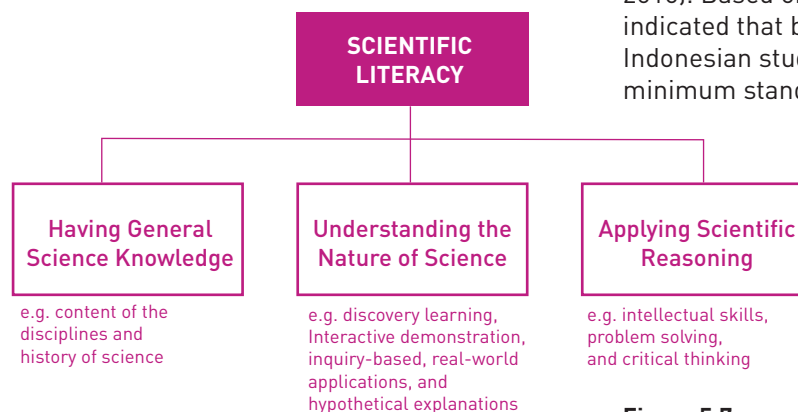 indicated that b
Indonesian stu
minimum stand
SCIENTIFIC
LITERACY
Having General
Science Knowledge
e.g. content of the
disciplines and
history of science
Understanding the
Nature of Science
e.g. discovery learning,
Interactive demonstration,
inquiry-based, real-world
applications, and
hypothetical explanations
Applying Scientific
Reasoning
e.g. intellectual skills,
problem solving,
and critical thinking